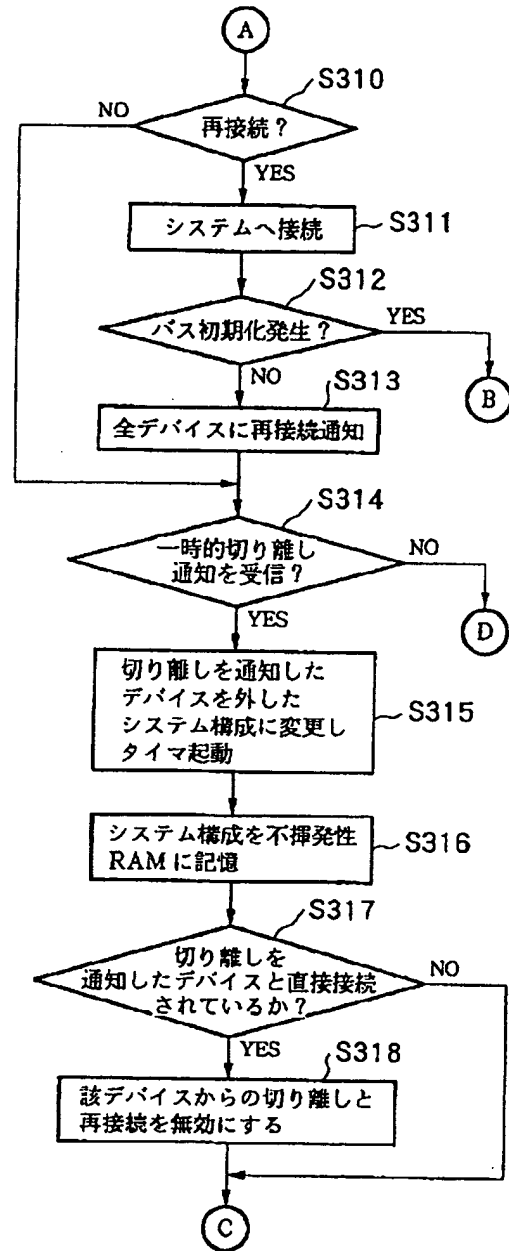 A
S310
NO
再接続？
YES
システムへ接続
S311
S312
バス初期化発生？
YES
NO
B
S313
全デバイスに再接続通知
S314
一時的切り離し
通知を受信？
NO
YES
D
切り離しを通知した
デバイスを外した
システム構成に変更し
タイマ起動
S315
システム構成を不揮発性
RAMに記憶
S316
S317
切り離しを
通知したデバイスと直接接続
されているか？
NO
YES
S318
該デバイスからの切り離しと
再接続を無効にする
C